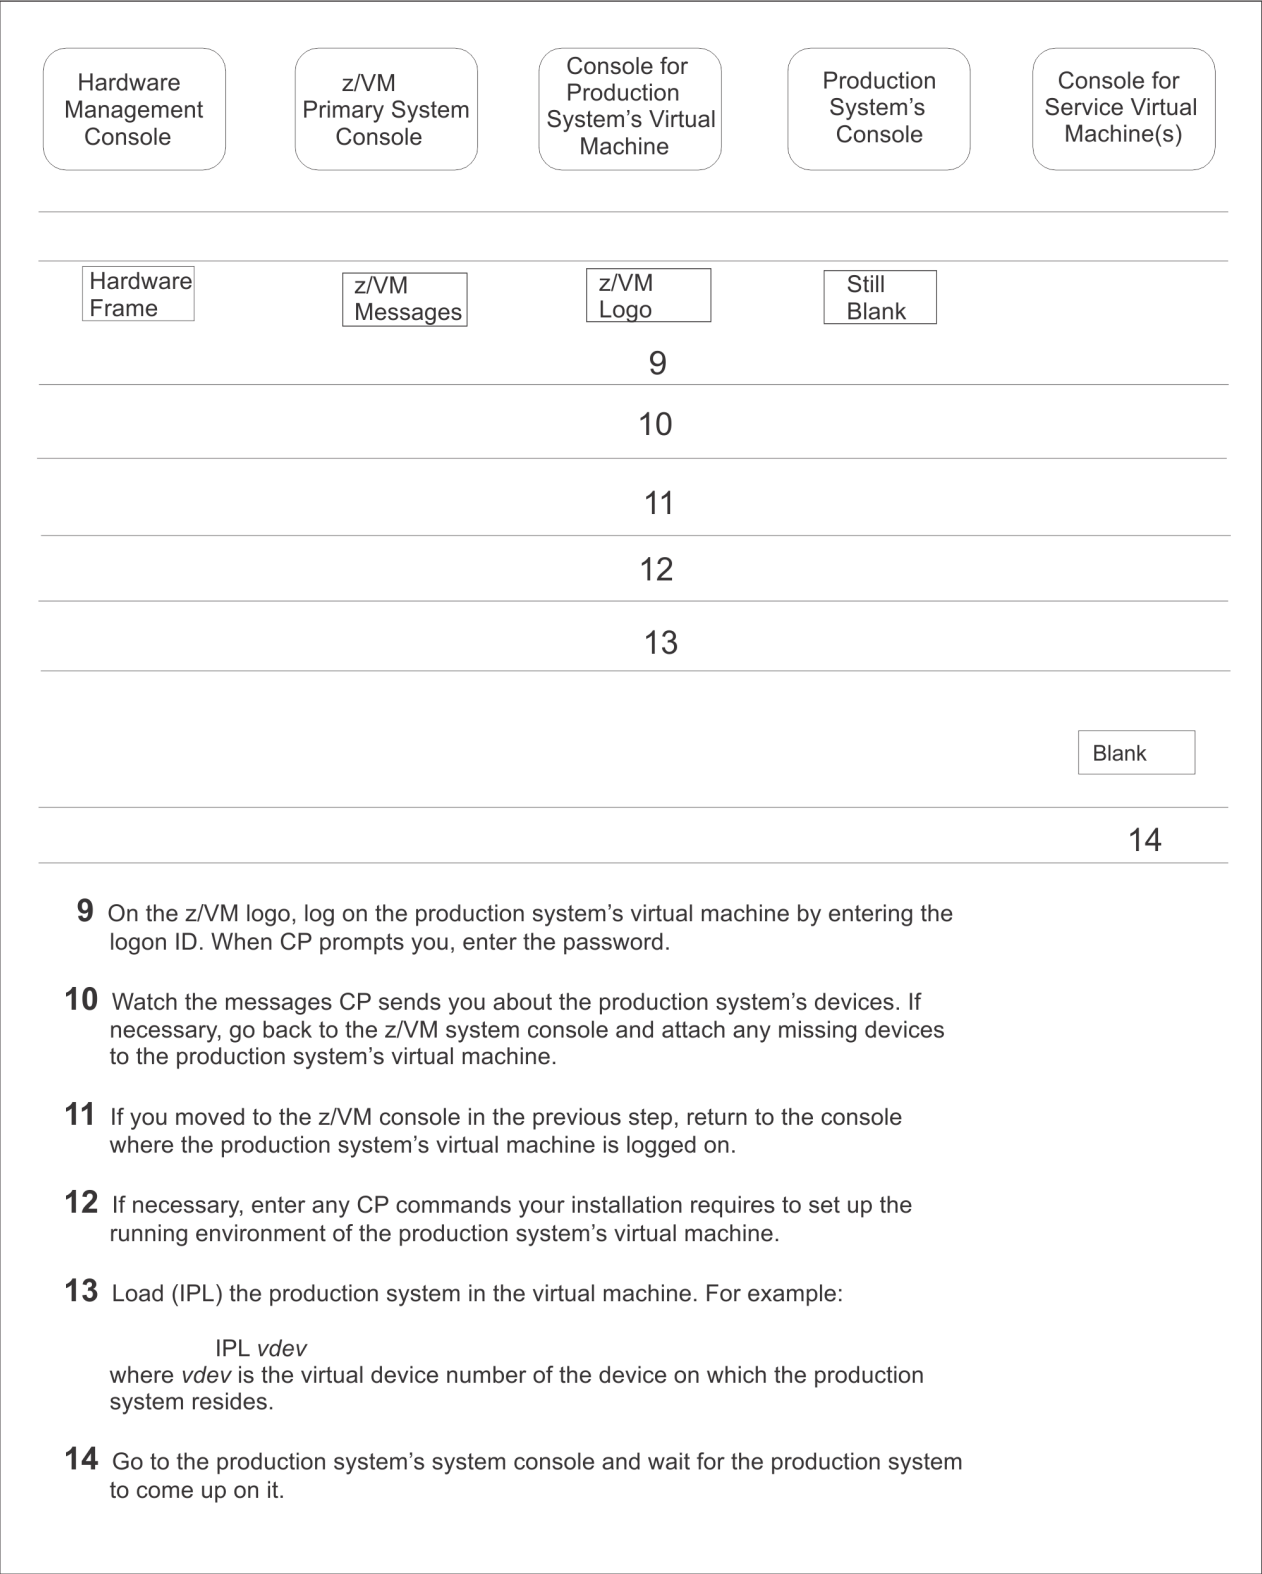 Hardware
Management
Console
z/VM
Primary System
Console
Console for
Production
System’s Virtual
Machine
Production
System’s
Console
Console for
Service Virtual
Machine(s)
Hardware
Frame
z/VM
Messages
z/VM
Logo
Still
Blank
9
10
11
12
13
Blank
14
9 On the z/VM logo, log on the production system’s virtual machine by entering the
logon ID. When CP prompts you, enter the password.
10 Watch the messages CP sends you about the production system’s devices. If
necessary, go back to the z/VM system console and attach any missing devices
to the production system’s virtual machine.
11 If you moved to the z/VM console in the previous step, return to the console
where the production system’s virtual machine is logged on.
12 If necessary, enter any CP commands your installation requires to set up the
running environment of the production system’s virtual machine.
13 Load (IPL) the production system in the virtual machine. For example:
IPL vdev
where vdev is the virtual device number of the device on which the production
system resides.
14 Go to the production system’s system console and wait for the production system
to come up on it.